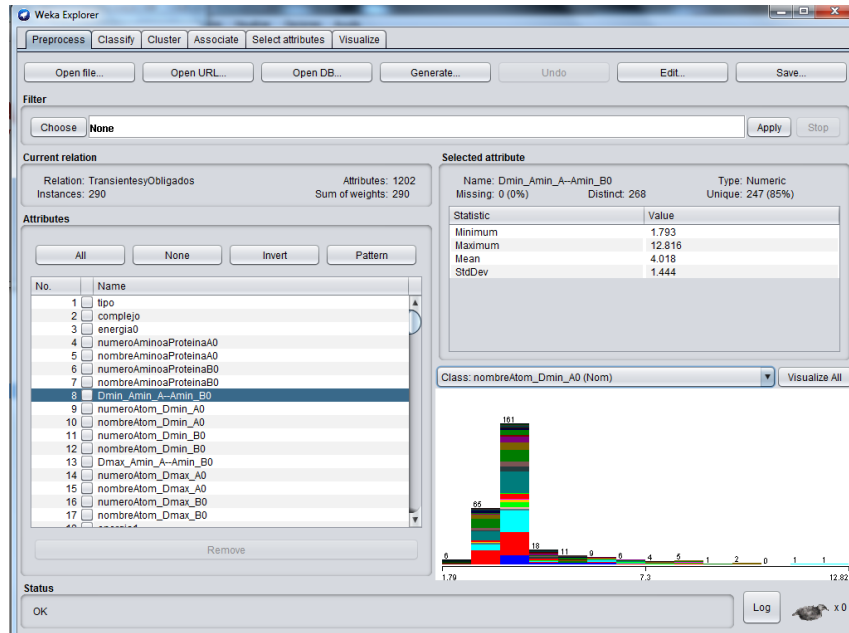 Weka Explorer
Preprocess Classify Cluster Associate Select attributes Visualize
Open file... Open URL... Open DB... Generate... Undo Edit... Save...
Filter
Choose None Apply Stop
Current relation
Relation: TransientesyObligados Attributes: 1202
Instances: 290 Sum of weights: 290
Attributes
All None Invert Pattern
No. Name
1 tipo
2 complejo
3 energia0
4 numeroAminoaProteinaA0
5 nombreAminoaProteinaA0
6 numeroAminoaProteinaB0
7 nombreAminoaProteinaB0
8 Dmin_Amin_A--Amin_B0
9 numeroAtom_Dmin_A0
10 nombreAtom_Dmin_A0
11 numeroAtom_Dmin_B0
12 nombreAtom_Dmin_B0
13 Dmax_Amin_A--Amin_B0
14 numeroAtom_Dmax_A0
15 nombreAtom_Dmax_A0
16 numeroAtom_Dmax_B0
17 nombreAtom_Dmax_B0
Remove
Selected attribute
Name: Dmin_Amin_A--Amin_B0 Type: Numeric
Missing: 0 (0%) Distinct: 268 Unique: 247 (85%)
Statistic Value
Minimum 1.793
Maximum 12.816
Mean 4.018
StdDev 1.444
Class: nombreAtom_Dmin_A0 (Nom) Visualize All
6 65 161 18 11 9 6 4 5 1 2 0 1 1
1.79 7.3 12.82
Status
OK Log x 0